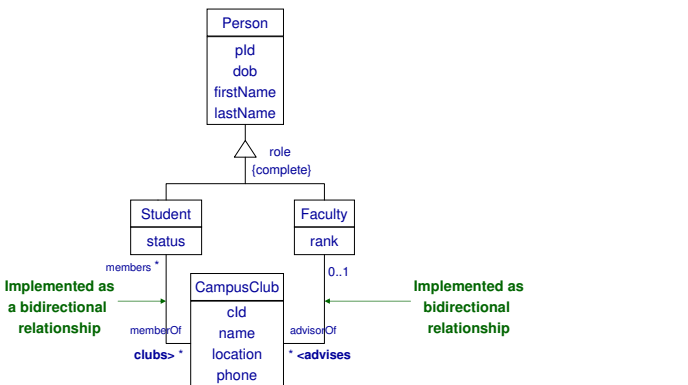 Person
pId
dob
firstName
lastName
role
{complete}
Student
status
Faculty
rank
members *
0..1
Implemented as
a bidirectional
relationship
CampusClub
cId
name
location
phone
Implemented as
bidirectional
relationship
memberOf
clubs> *
advisorOf
* <advises